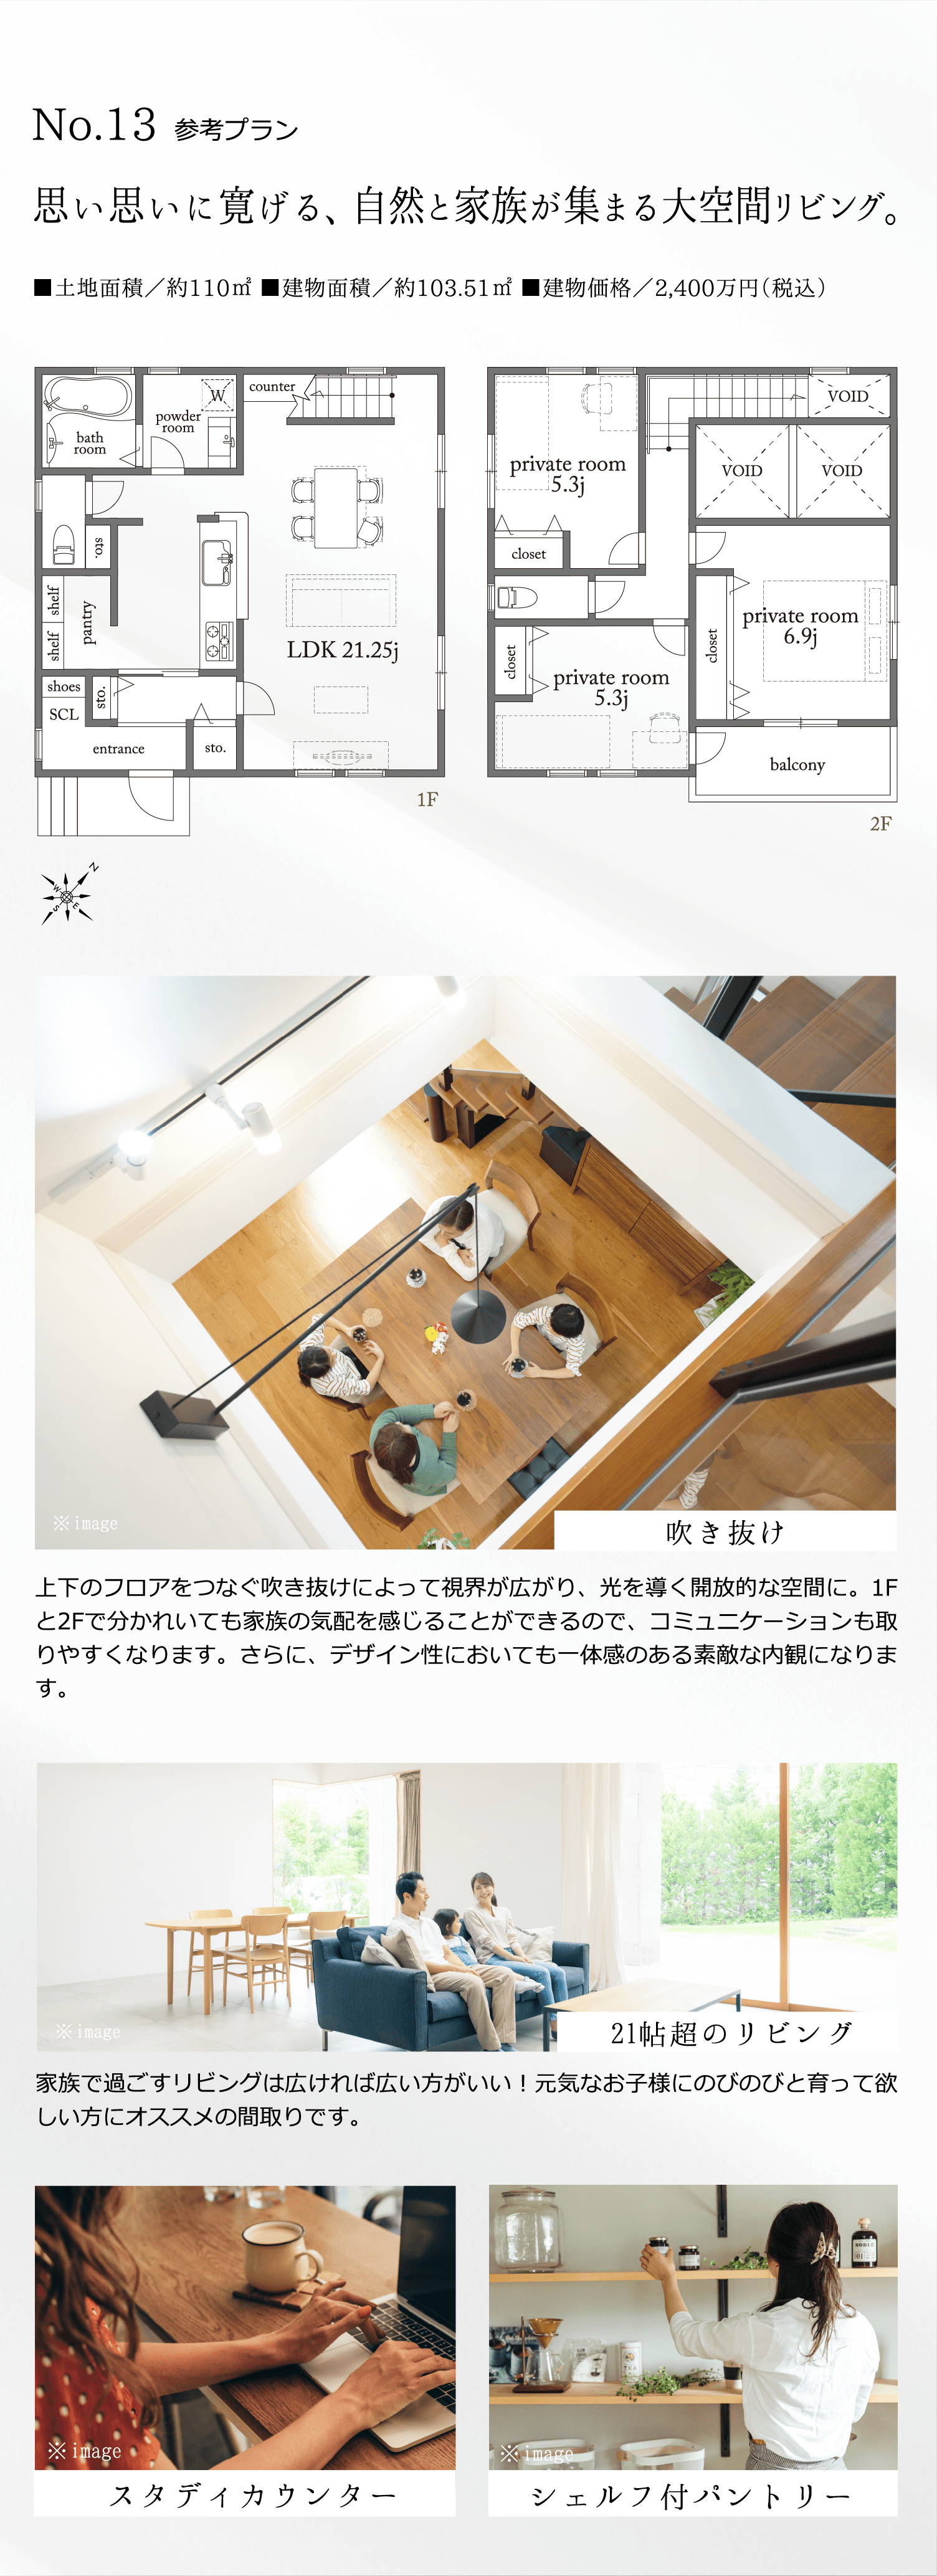 No.13 参考プラン
思い思いに寛げる、自然と家族が集まる大空間リビング。
■土地面積／約110㎡ ■建物面積／約103.51㎡ ■建物価格／2,400万円（税込）
bath
room
powder
room
W
counter
sto.
shelf
shelf
pantry
LDK 21.25j
shoes
SCL
sto.
entrance
sto.
1F
private room
5.3j
closet
VOID
VOID
VOID
closet
private room
5.3j
closet
private room
6.9j
balcony
2F
N
W
S
E
※image
吹き抜け
上下のフロアをつなぐ吹き抜けによって視界が広がり、光を導く開放的な空間に。1F
と2Fで分かれいても家族の気配を感じることができるので、コミュニケーションも取
りやすくなります。さらに、デザイン性においても一体感のある素敵な内観になりま
す。
※image
21帖超のリビング
家族で過ごすリビングは広ければ広い方がいい！元気なお子様にのびのびと育って欲
しい方にオススメの間取りです。
※image
スタディカウンター
※image
シェルフ付パントリー